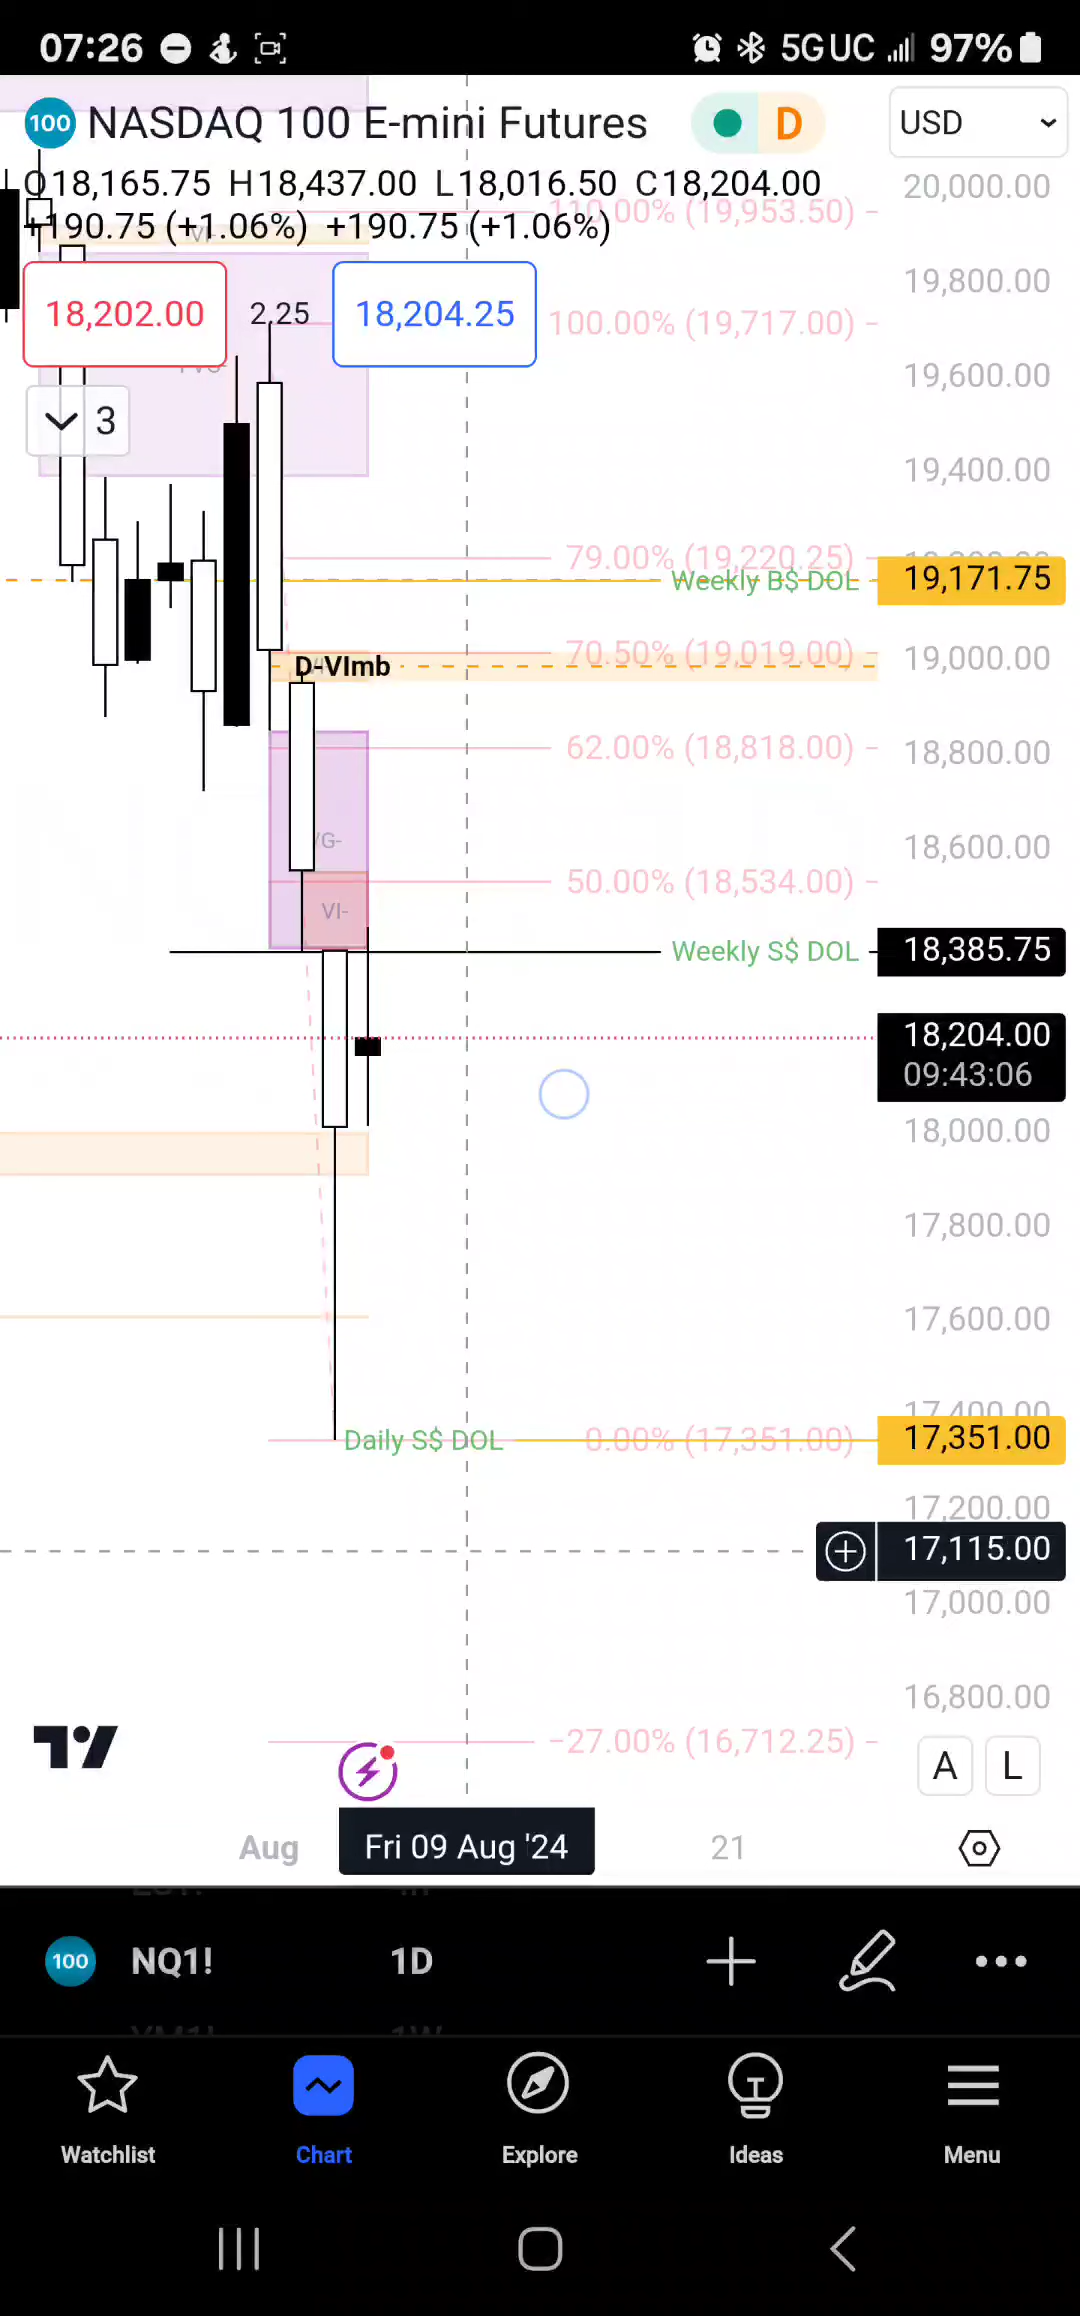 07:26
5G UC 97%
100 NASDAQ 100 E-mini Futures D USD
O18,165.75 H18,437.00 L18,016.50 C18,204.00
+190.75 (+1.06%) +190.75 (+1.06%)
20,000.00
110.00% (19,953.50)
19,800.00
18,202.00 2.25 18,204.25
100.00% (19,717.00)
19,600.00
3
19,400.00
79.00% (19,220.25)
Weekly B$ DOL 19,171.75
D-VImb 70.50% (19,019.00) 19,000.00
62.00% (18,818.00) 18,800.00
18,600.00
50.00% (18,534.00)
VI-
Weekly S$ DOL 18,385.75
18,204.00
09:43:06
18,000.00
17,800.00
17,600.00
17,400.00
Daily S$ DOL 0.00% (17,351.00) 17,351.00
17,200.00
17,115.00
17,000.00
16,800.00
-27.00% (16,712.25)
A L
Aug Fri 09 Aug '24 21
100 NQ1! 1D
Watchlist Chart Explore Ideas Menu